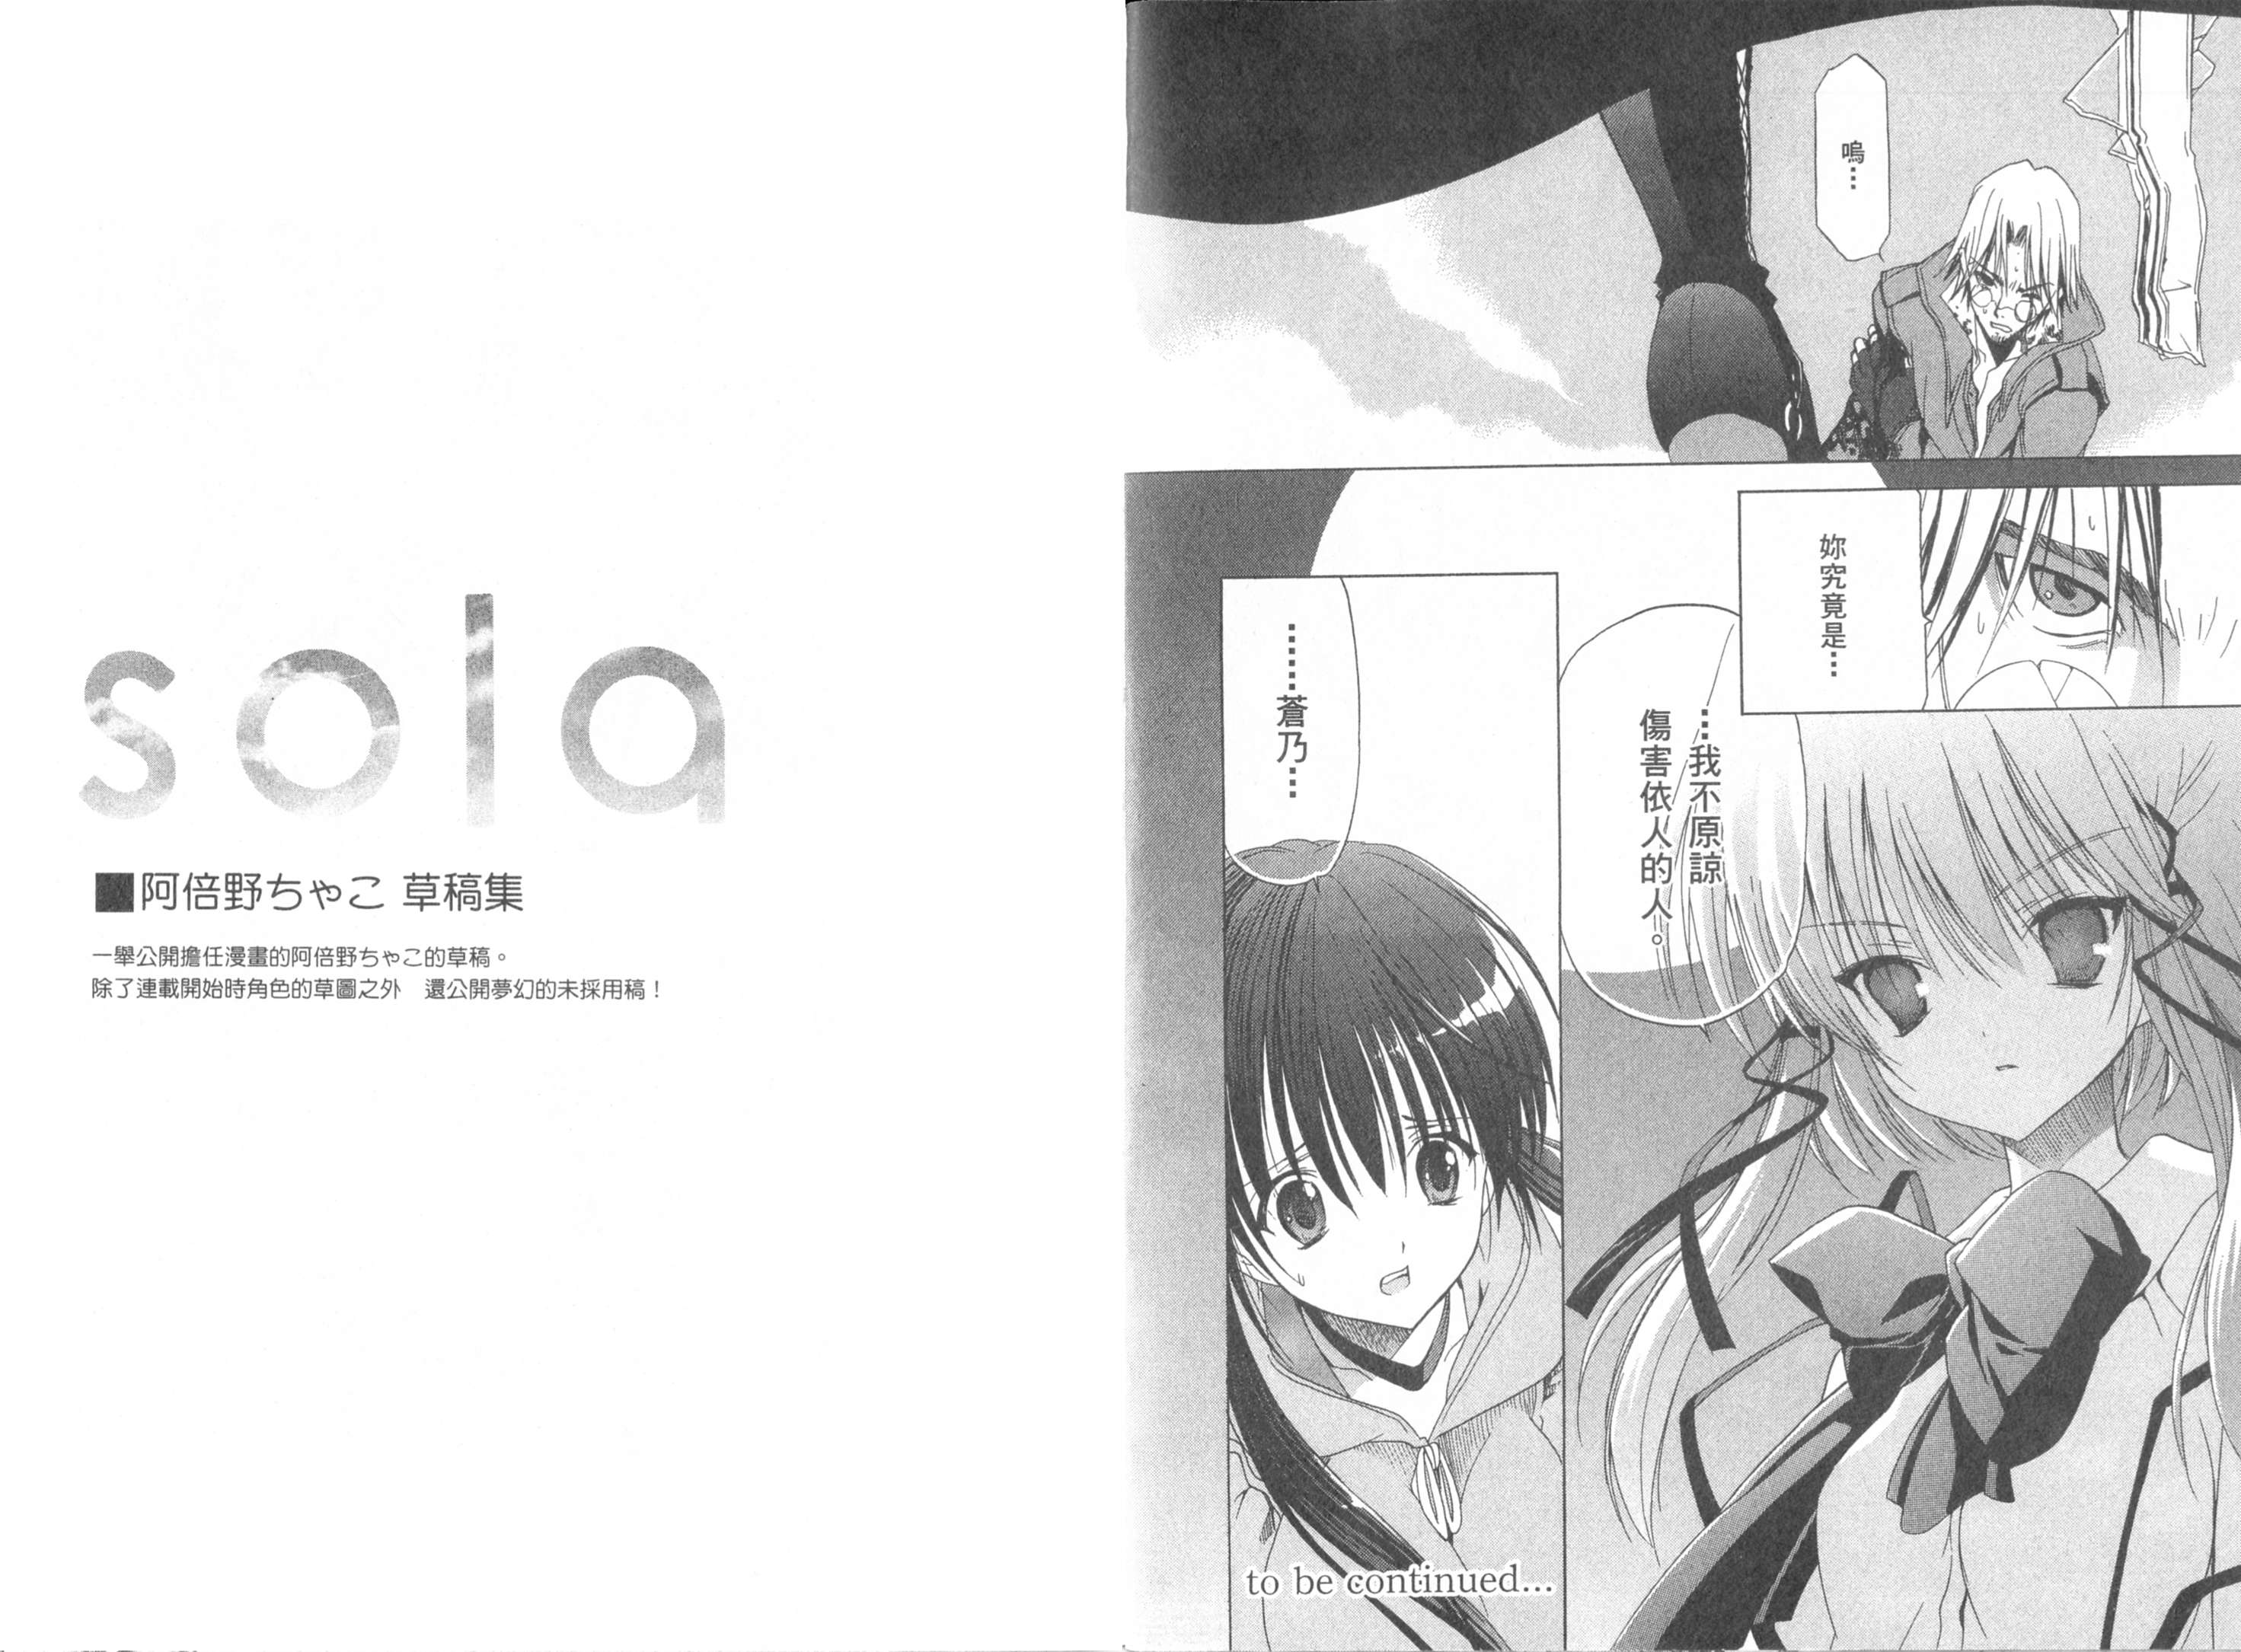 嗚…
妳究竟是…
…我不原諒
傷害依人的人。
……蒼乃…
to be continued...
sola
■阿倍野ちゃこ 草稿集
一舉公開擔任漫畫的阿倍野ちゃこ的草稿。
除了連載開始時角色的草圖之外　還公開夢幻的未採用稿！